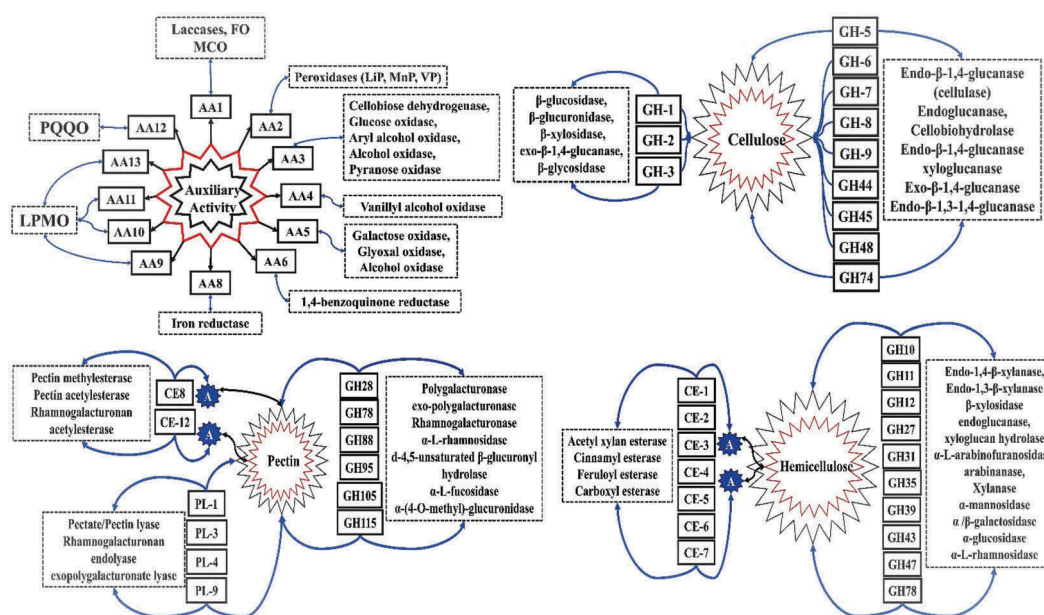 Laccases, FO
MCO
Peroxidases (LiP, MnP, VP)
AA1
AA2
PQQO
AA12
Cellobiose dehydrogenase,
Glucose oxidase,
Aryl alcohol oxidase,
Alcohol oxidase,
Pyranose oxidase
AA3
AA13
Auxiliary
Activity
AA11
AA4
Vanillyl alcohol oxidase
LPMO
AA10
AA5
Galactose oxidase,
Glyoxal oxidase,
Alcohol oxidase
AA9
AA6
AA8
1,4-benzoquinone reductase
Iron reductase
β-glucosidase,
β-glucuronidase,
β-xylosidase,
exo-β-1,4-glucanase,
β-glycosidase
GH-1
GH-2
GH-3
Cellulose
GH-5
GH-6
GH-7
GH-8
GH-9
GH44
GH45
GH48
GH74
Endo-β-1,4-glucanase
(cellulase)
Endoglucanase,
Cellobiohydrolase
Endo-β-1,4-glucanase
xyloglucanase
Exo-β-1,4-glucanase
Endo-β-1,3-1,4-glucanase
Pectin methylesterase
Pectin acetylesterase
Rhamnogalacturonan
acetylesterase
CE8
CE-12
A
A
Pectin
Pectate/Pectin lyase
Rhamnogalacturonan
endolyase
exopolygalacturonate lyase
PL-1
PL-3
PL-4
PL-9
GH28
GH78
GH88
GH95
GH105
GH115
Polygalacturonase
exo-polygalacturonase
Rhamnogalacturonase
α-L-rhamnosidase
d-4,5-unsaturated β-glucuronyl
hydrolase
α-L-fucosidase
α-(4-O-methyl)-glucuronidase
Acetyl xylan esterase
Cinnamyl esterase
Feruloyl esterase
Carboxyl esterase
CE-1
CE-2
CE-3
CE-4
CE-5
CE-6
CE-7
A
A
Hemicellulose
GH10
GH11
GH12
GH27
GH31
GH35
GH39
GH43
GH47
GH78
Endo-1,4-β-xylanase,
Endo-1,3-β-xylanase
β-xylosidase
endoglucanase,
xyloglucan hydrolase
α-L-arabinofuranosidase
arabinanase,
Xylanase
α-mannosidase
α /β-galactosidase
α-glucosidase
α-L-rhamnosidase